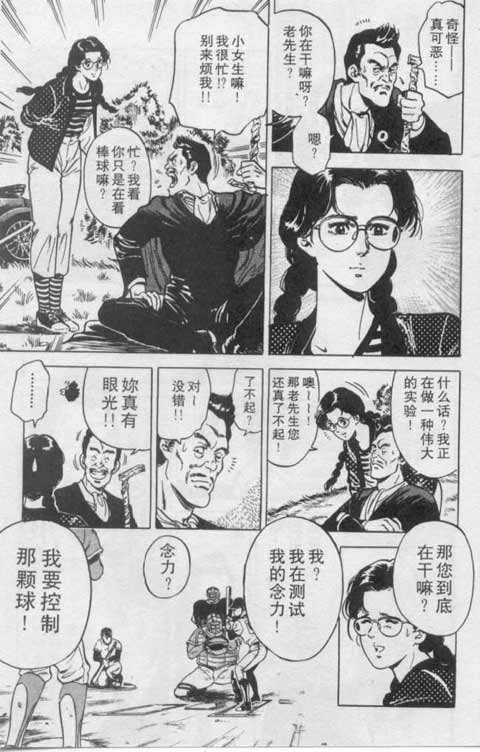 奇怪──
真可恶……
你在干嘛呀？
老先生？
嗯？
小女生嘛！
我很忙！？
别来烦我！！
忙？我看
你只是在看
棒球嘛？
什么话？我正
在做一种伟大
的实验！
噢～～！
那老先生您
还真了不起！
了不起？
对～
没错！！
妳真有
眼光！！
………
那您到底
在干嘛？
我？
我在测试
我的念力！
念力？
我要控制
那颗球！